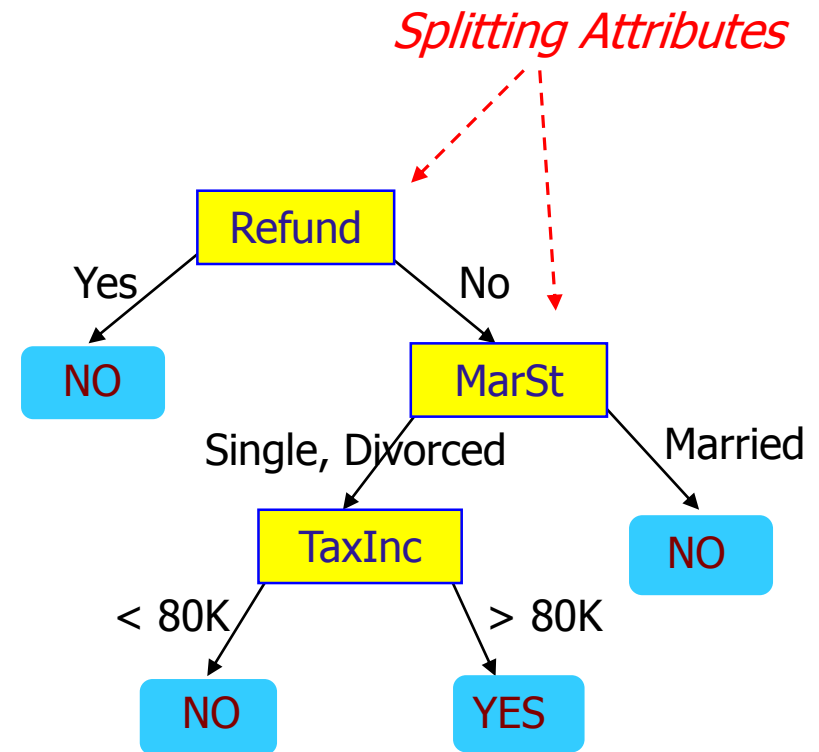 Splitting Attributes
Refund
Yes
No
NO
MarSt
Single, Divorced
Married
TaxInc
NO
< 80K
> 80K
NO
YES